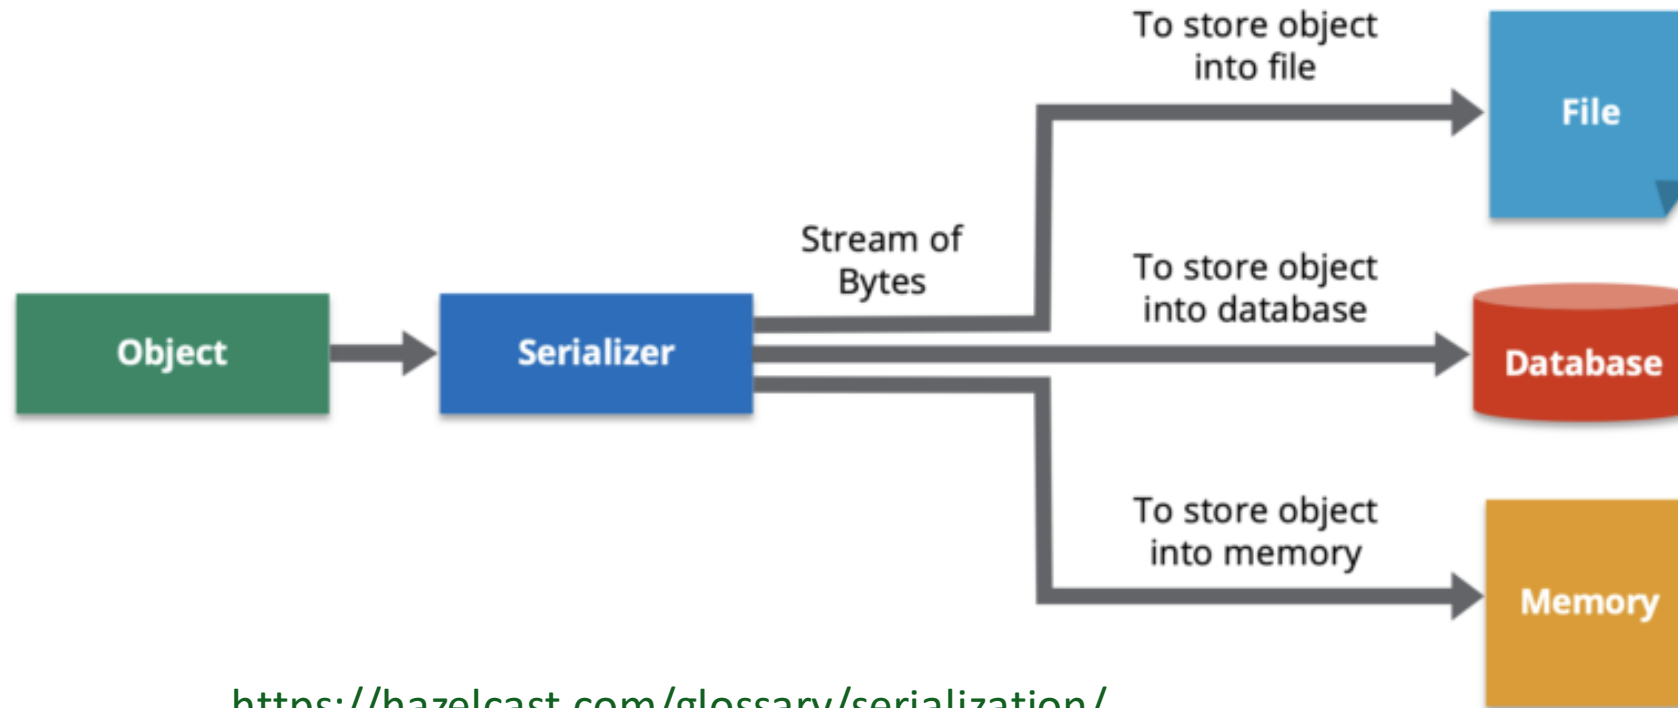 To store object
into file
File
Stream of
Bytes
To store object
into database
Object
Serializer
Database
To store object
into memory
Memory
https://hazelcast.com/glossary/serialization/